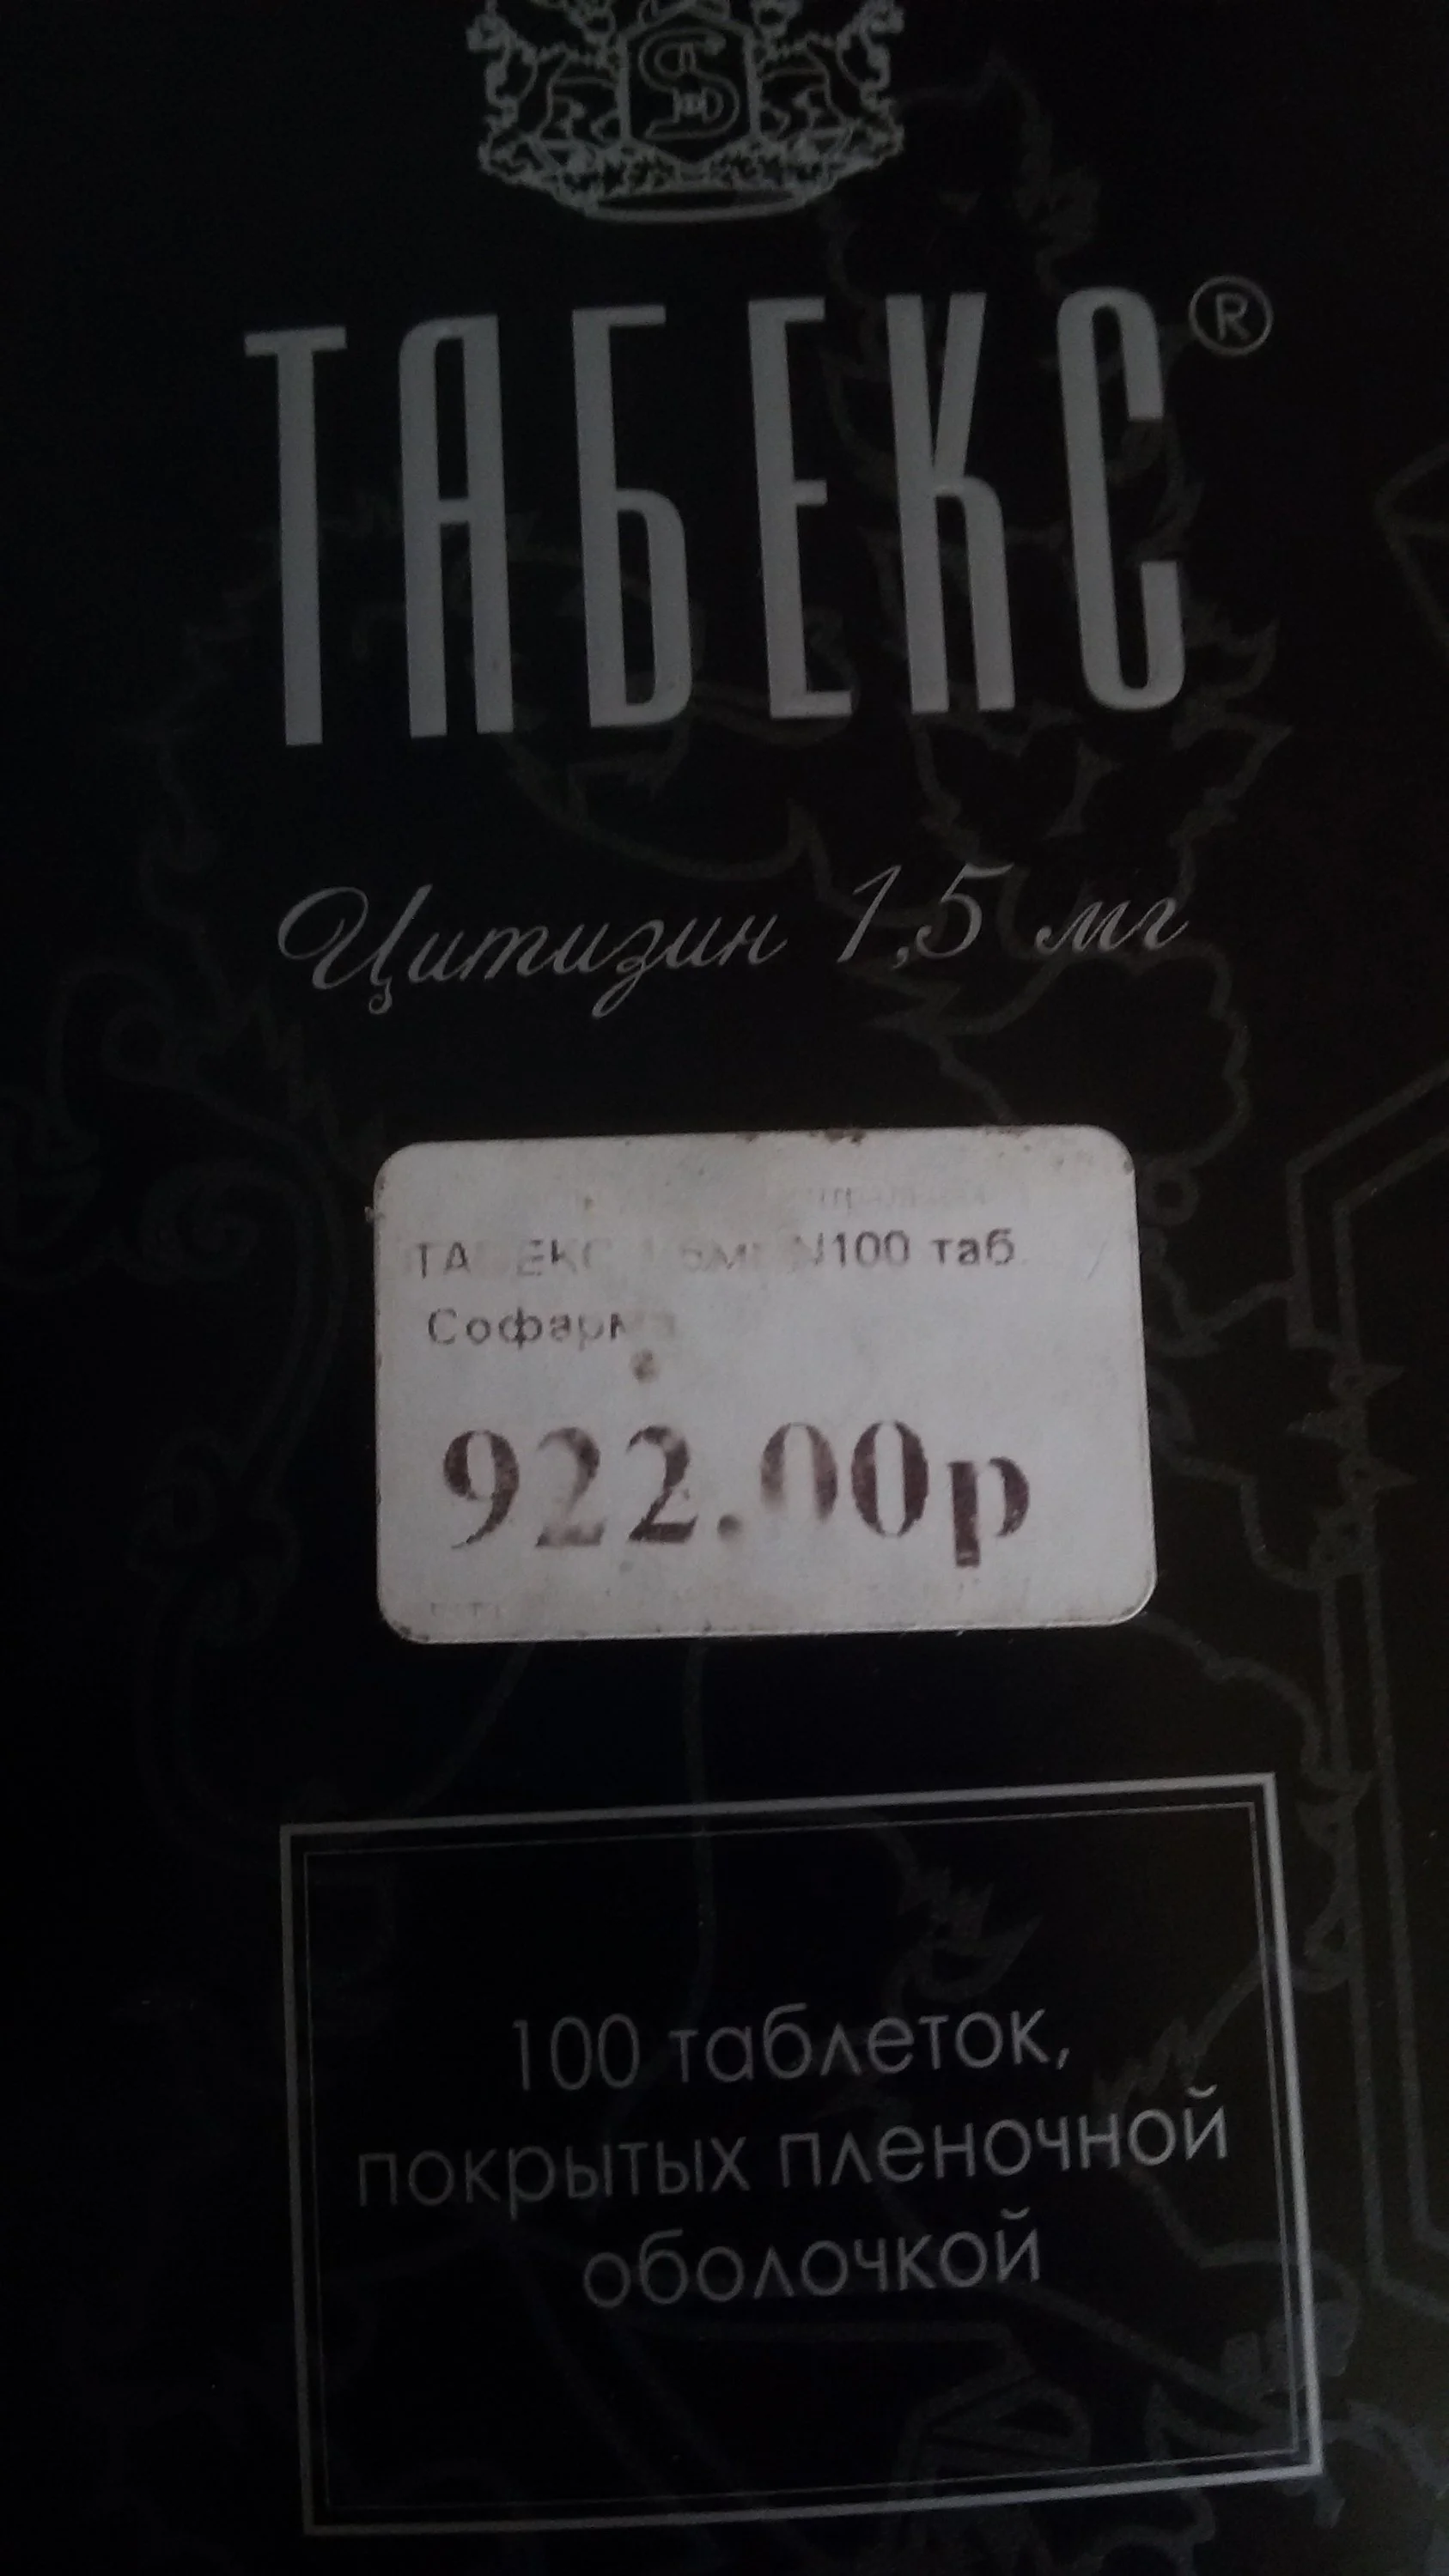 ТАБЕКС®
Цитизин 1,5 мг
N100 таб.
Софарма
922.00р
100 таблеток,
покрытых пленочной
оболочкой